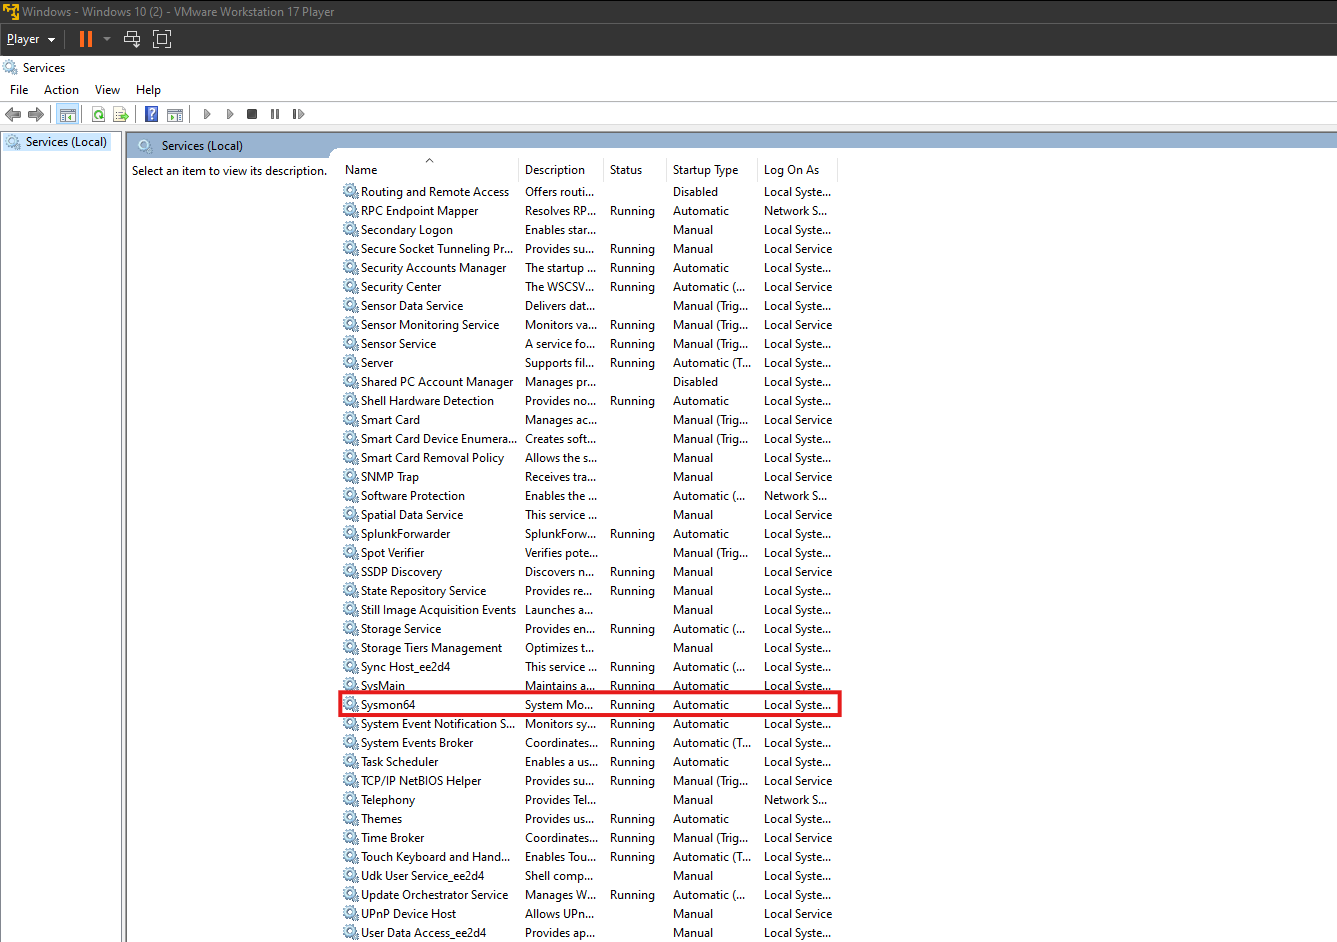 Windows - Windows 10 (2) - VMware Workstation 17 Player
Player
Services
File Action View Help
Services (Local)
Services (Local)
Select an item to view its description.
Name Description Status Startup Type Log On As
Routing and Remote Access Offers routi... Disabled Local Syste...
RPC Endpoint Mapper Resolves RP... Running Automatic Network S...
Secondary Logon Enables star... Manual Local Syste...
Secure Socket Tunneling Pr... Provides su... Running Manual Local Service
Security Accounts Manager The startup ... Running Automatic Local Syste...
Security Center The WSCSV... Running Automatic (... Local Service
Sensor Data Service Delivers dat... Manual (Trig... Local Syste...
Sensor Monitoring Service Monitors va... Running Manual (Trig... Local Service
Sensor Service A service fo... Running Manual (Trig... Local Syste...
Server Supports fil... Running Automatic (T... Local Syste...
Shared PC Account Manager Manages pr... Disabled Local Syste...
Shell Hardware Detection Provides no... Running Automatic Local Syste...
Smart Card Manages ac... Manual (Trig... Local Service
Smart Card Device Enumera... Creates soft... Manual (Trig... Local Syste...
Smart Card Removal Policy Allows the s... Manual Local Syste...
SNMP Trap Receives tra... Manual Local Service
Software Protection Enables the ... Automatic (... Network S...
Spatial Data Service This service ... Manual Local Service
SplunkForwarder SplunkForw... Running Automatic Local Syste...
Spot Verifier Verifies pote... Manual (Trig... Local Syste...
SSDP Discovery Discovers n... Running Manual Local Service
State Repository Service Provides re... Running Manual Local Syste...
Still Image Acquisition Events Launches a... Manual Local Syste...
Storage Service Provides en... Running Automatic (... Local Syste...
Storage Tiers Management Optimizes t... Manual Local Syste...
Sync Host_ee2d4 This service ... Running Automatic (... Local Syste...
SysMain Maintains a... Running Automatic Local Syste...
Sysmon64 System Mo... Running Automatic Local Syste...
System Event Notification S... Monitors sy... Running Automatic Local Syste...
System Events Broker Coordinates... Running Automatic (T... Local Syste...
Task Scheduler Enables a us... Running Automatic Local Syste...
TCP/IP NetBIOS Helper Provides su... Running Manual (Trig... Local Service
Telephony Provides Tel... Manual Network S...
Themes Provides us... Running Automatic Local Syste...
Time Broker Coordinates... Running Manual (Trig... Local Service
Touch Keyboard and Hand... Enables Tou... Running Automatic (T... Local Syste...
Udk User Service_ee2d4 Shell comp... Manual Local Syste...
Update Orchestrator Service Manages W... Running Automatic (... Local Syste...
UPnP Device Host Allows UPn... Manual Local Service
User Data Access_ee2d4 Provides ap... Running Manual Local Syste...